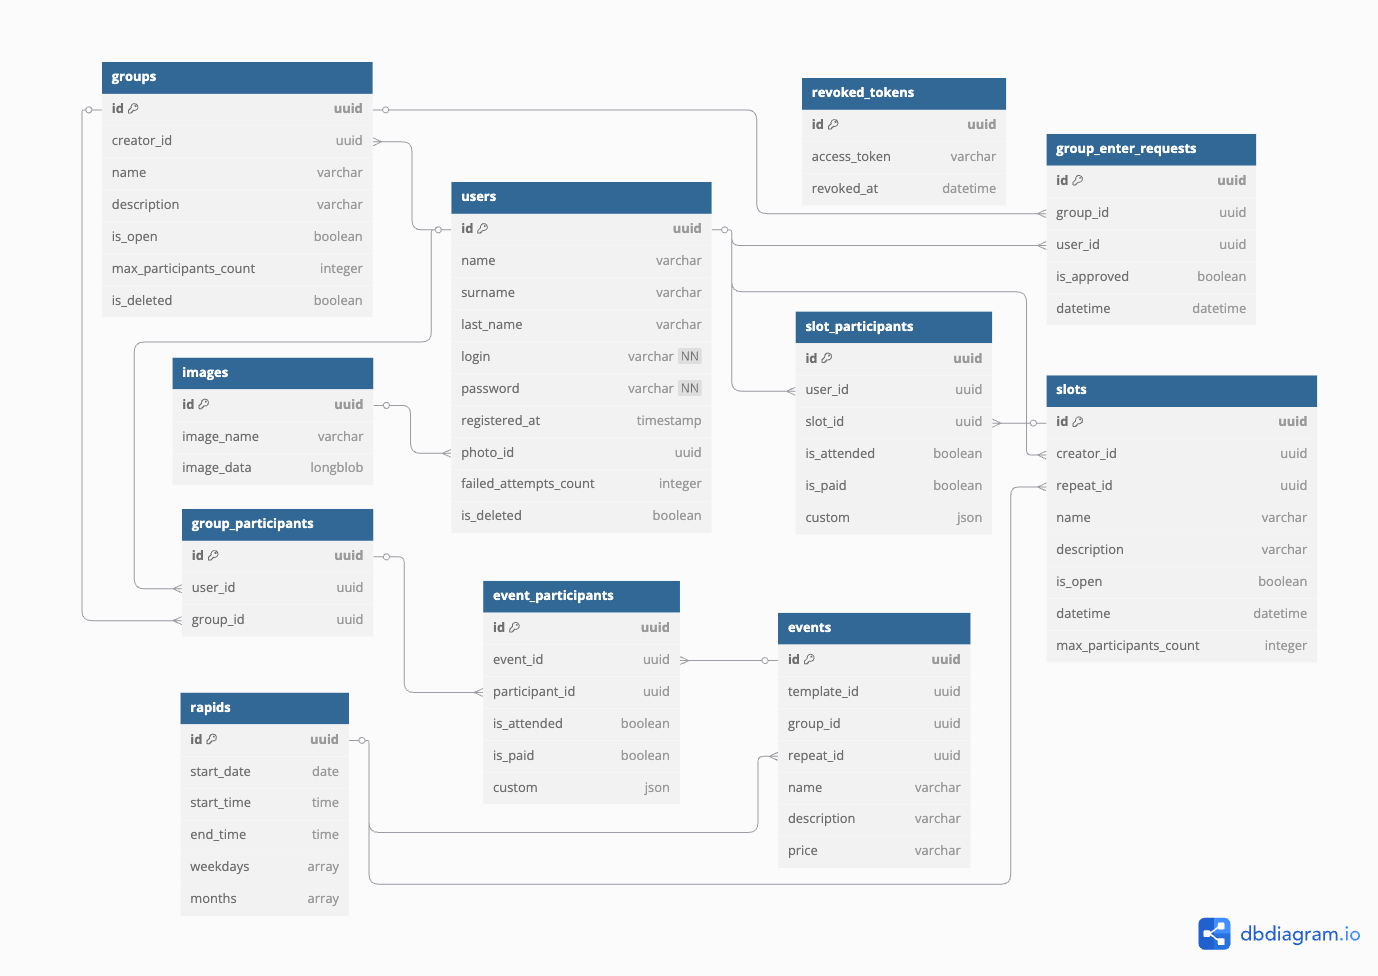 groups
id uuid
creator_id uuid
name varchar
description varchar
is_open boolean
max_participants_count integer
is_deleted boolean
revoked_tokens
id uuid
access_token varchar
revoked_at datetime
group_enter_requests
id uuid
group_id uuid
user_id uuid
is_approved boolean
datetime datetime
users
id uuid
name varchar
surname varchar
last_name varchar
login varchar NN
password varchar NN
registered_at timestamp
photo_id uuid
failed_attempts_count integer
is_deleted boolean
slot_participants
id uuid
user_id uuid
slot_id uuid
is_attended boolean
is_paid boolean
custom json
images
id uuid
image_name varchar
image_data longblob
slots
id uuid
creator_id uuid
repeat_id uuid
name varchar
description varchar
is_open boolean
datetime datetime
max_participants_count integer
group_participants
id uuid
user_id uuid
group_id uuid
event_participants
id uuid
event_id uuid
participant_id uuid
is_attended boolean
is_paid boolean
custom json
events
id uuid
template_id uuid
group_id uuid
repeat_id uuid
name varchar
description varchar
price varchar
rapids
id uuid
start_date date
start_time time
end_time time
weekdays array
months array
dbdiagram.io